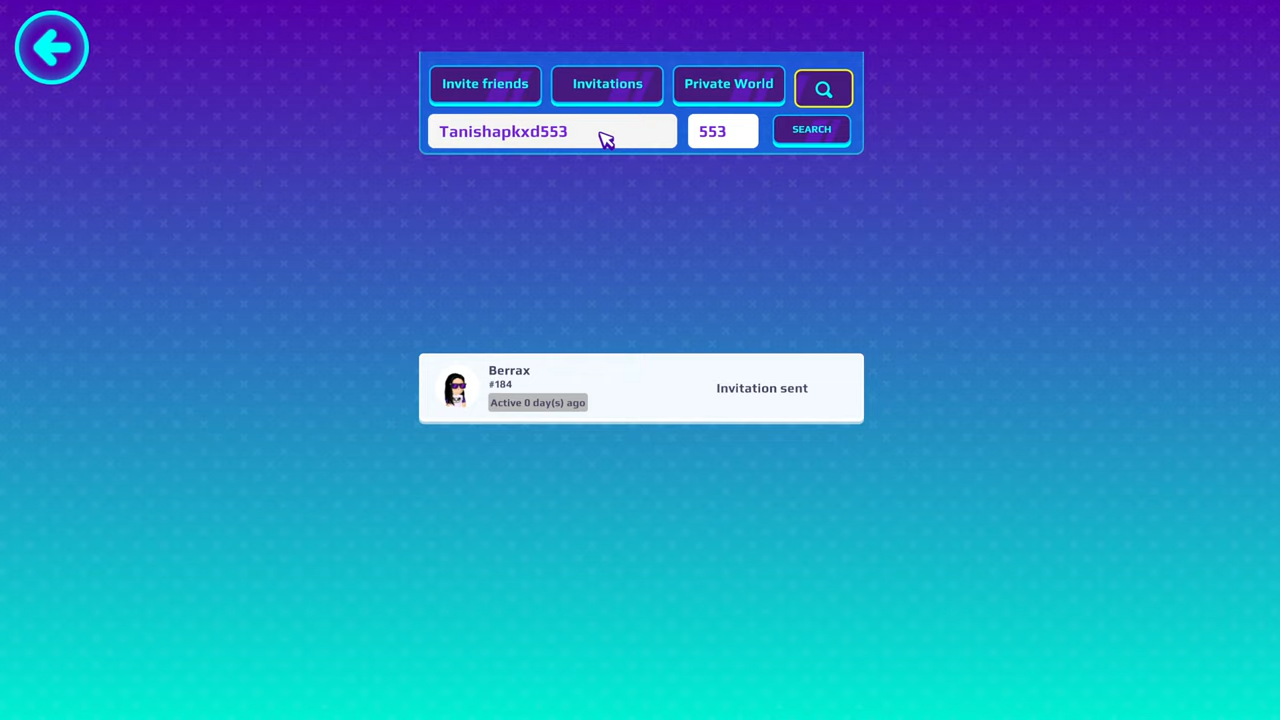 Invite friends
Invitations
Private World
Tanishapkxd553
553
SEARCH
Berrax
#184
Active 0 day(s) ago
Invitation sent